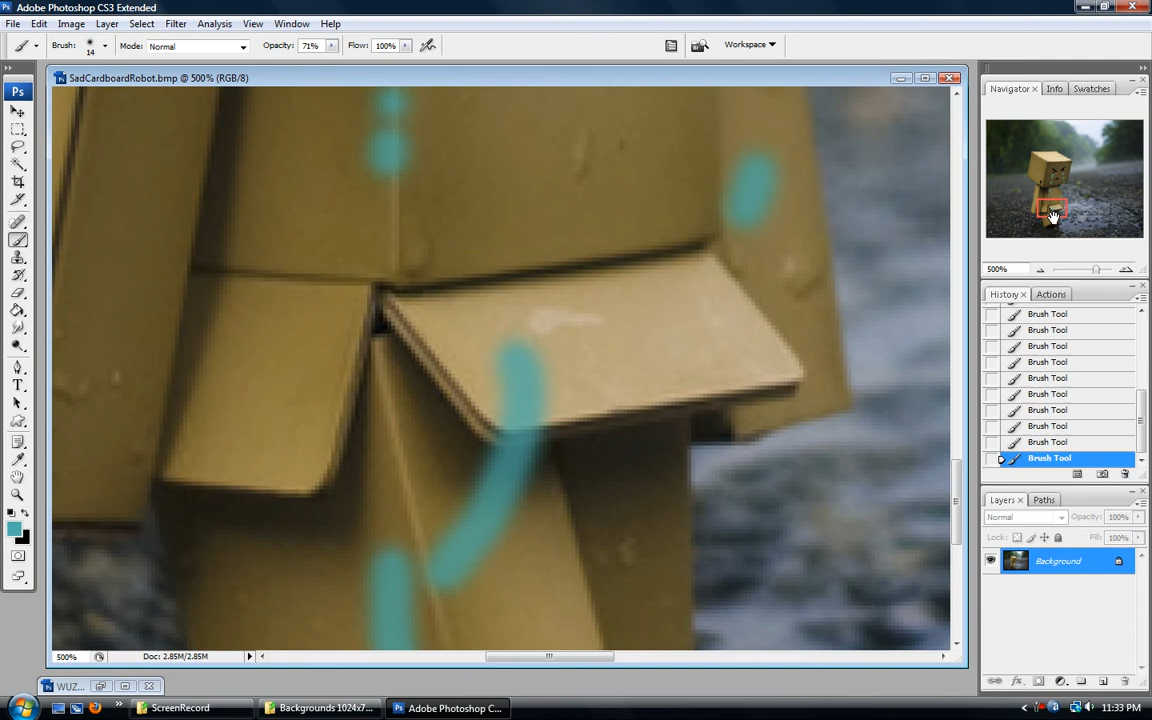 Adobe Photoshop CS3 Extended
File Edit Image Layer Select Filter Analysis View Window Help
Brush: 14 Mode: Normal Opacity: 71% Flow: 100% Workspace
Ps
SadCardboardRobot.bmp @ 500% (RGB/8)
Navigator Info Swatches
500%
History Actions
Brush Tool
Brush Tool
Brush Tool
Brush Tool
Brush Tool
Brush Tool
Brush Tool
Brush Tool
Brush Tool
Brush Tool
Layers Paths
Normal Opacity: 100%
Lock: Fill: 100%
Background
500% Doc: 2.85M/2.85M
WUZ...
ScreenRecord Backgrounds 1024x7... Adobe Photoshop C... 11:33 PM